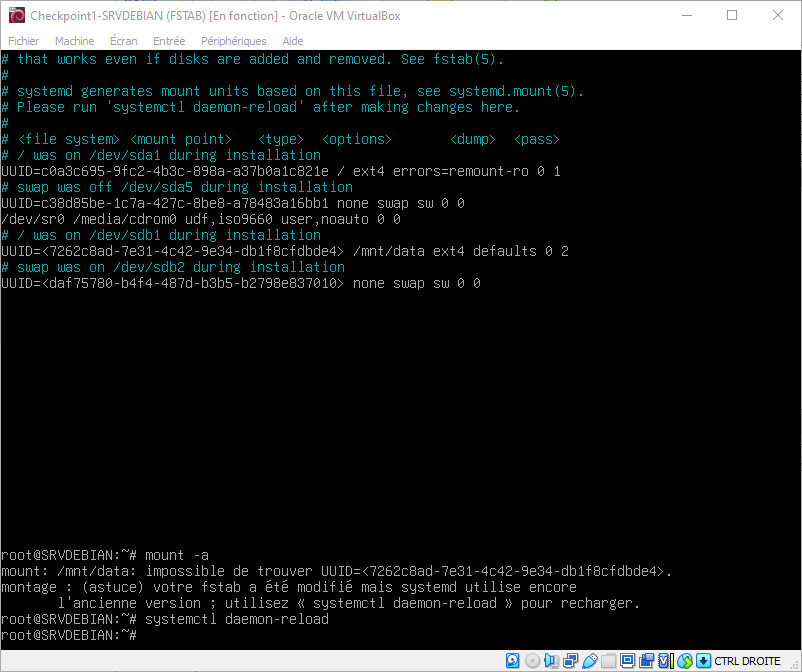 Checkpoint1-SRVDEBIAN (FSTAB) [En fonction] - Oracle VM VirtualBox
Fichier Machine Écran Entrée Périphériques Aide
# that works even if disks are added and removed. See fstab(5).
#
# systemd generates mount units based on this file, see systemd.mount(5).
# Please run 'systemctl daemon-reload' after making changes here.
#
# <file system> <mount point>   <type>  <options>       <dump>  <pass>
# / was on /dev/sda1 during installation
UUID=c0a3c695-9fc2-4b3c-898a-a37b0a1c821e / ext4 errors=remount-ro 0 1
# swap was off /dev/sda5 during installation
UUID=c38d85be-1c7a-427c-8be8-a78483a16bb1 none swap sw 0 0
/dev/sr0 /media/cdrom0 udf,iso9660 user,noauto 0 0
# / was on /dev/sdb1 during installation
UUID=<7262c8ad-7e31-4c42-9e34-db1f8cfdbde4> /mnt/data ext4 defaults 0 2
# swap was on /dev/sdb2 during installation
UUID=<daf75780-b4f4-487d-b3b5-b2798e837010> none swap sw 0 0
root@SRVDEBIAN:~# mount -a
mount: /mnt/data: impossible de trouver UUID=<7262c8ad-7e31-4c42-9e34-db1f8cfdbde4>.
montage : (astuce) votre fstab a été modifié mais systemd utilise encore
l'ancienne version ; utilisez « systemctl daemon-reload » pour recharger.
root@SRVDEBIAN:~# systemctl daemon-reload
root@SRVDEBIAN:~#
CTRL DROITE